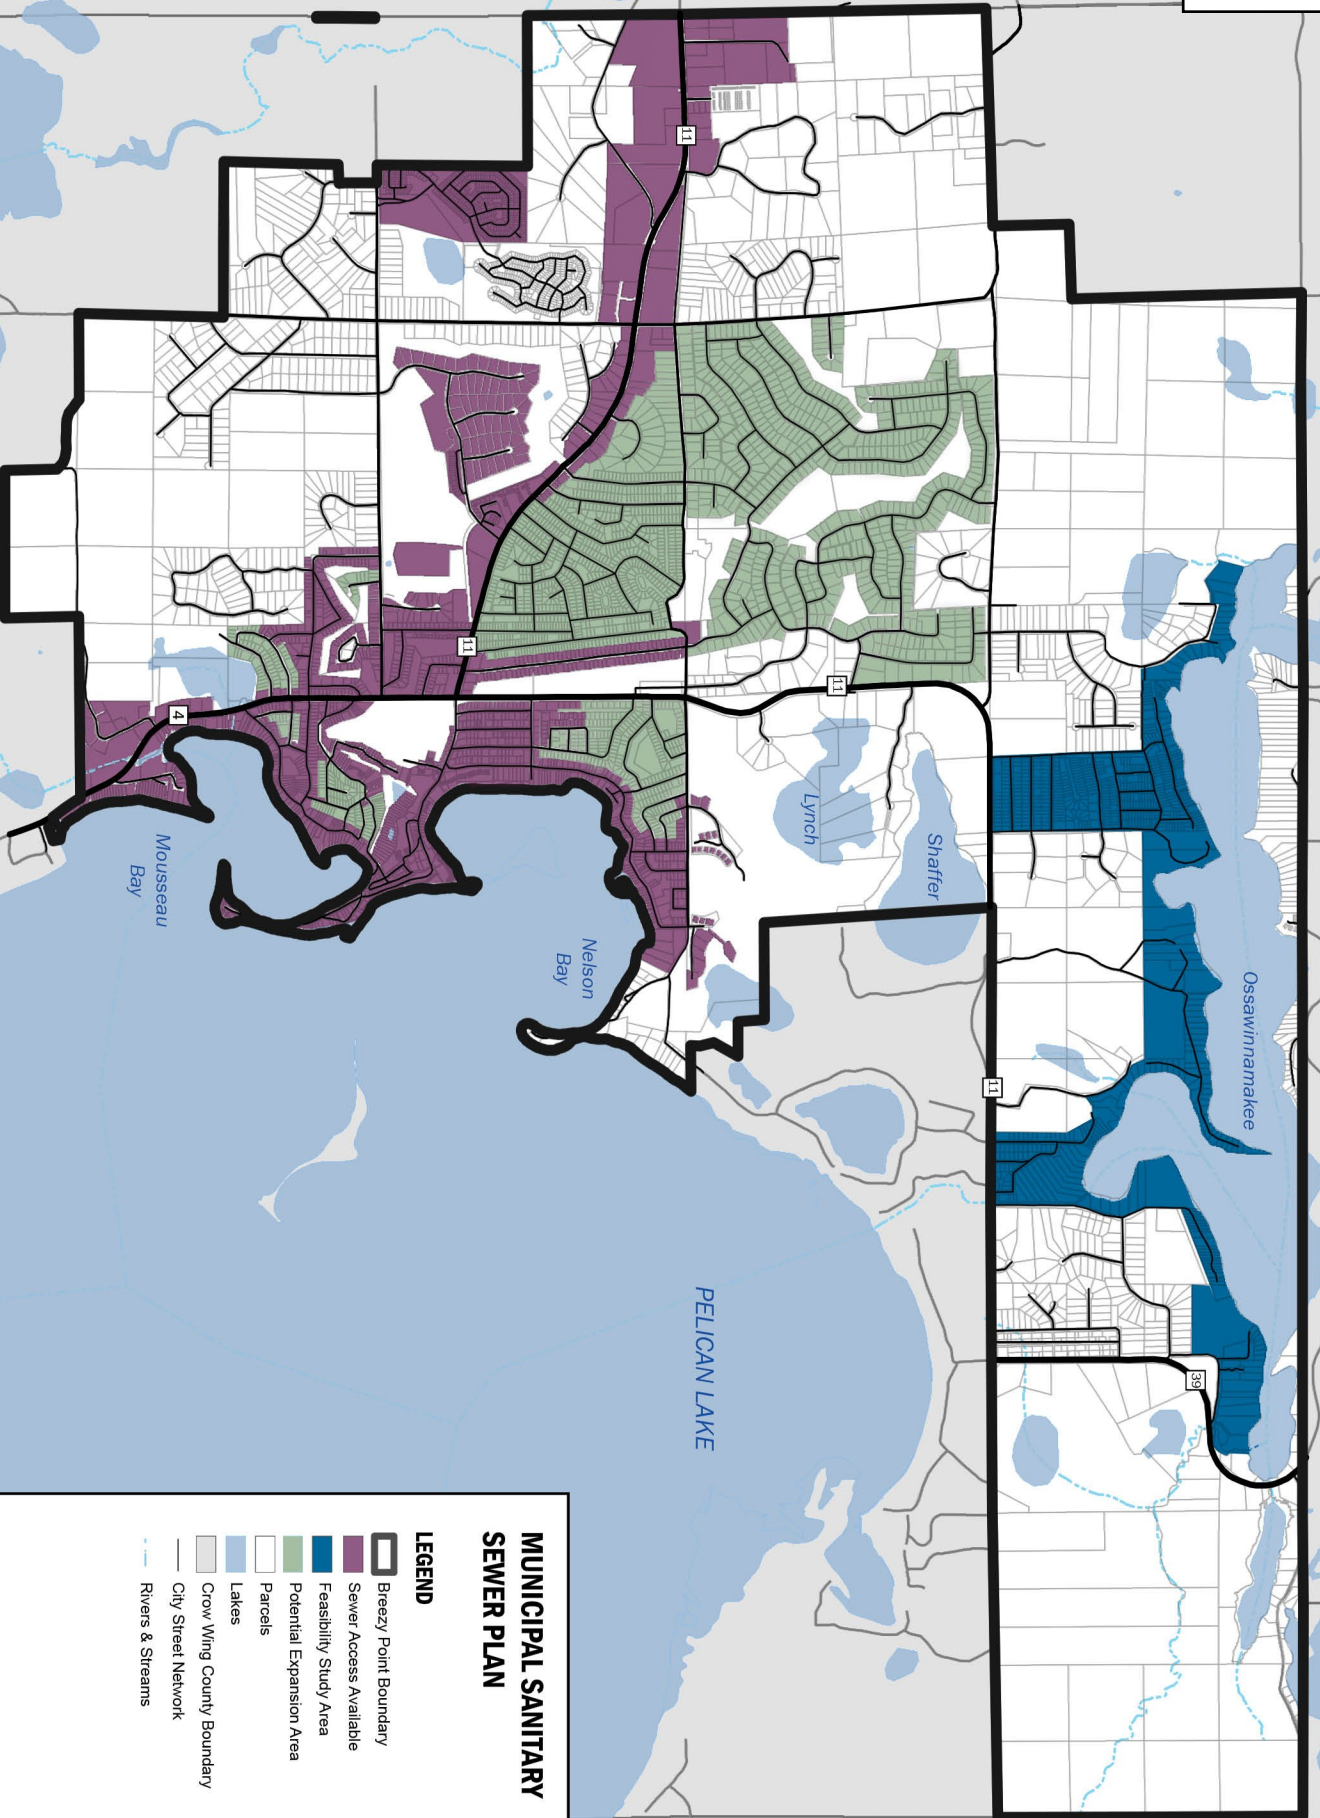 MUNICIPAL SANITARY
SEWER PLAN
LEGEND
Breezy Point Boundary
Sewer Access Available
Feasibility Study Area
Potential Expansion Area
Parcels
Lakes
Crow Wing County Boundary
City Street Network
Rivers & Streams
Ossawinnamakee
Shaffer
Lynch
PELICAN LAKE
Nelson
Bay
Mousseau
Bay
11
11
11
11
39
4